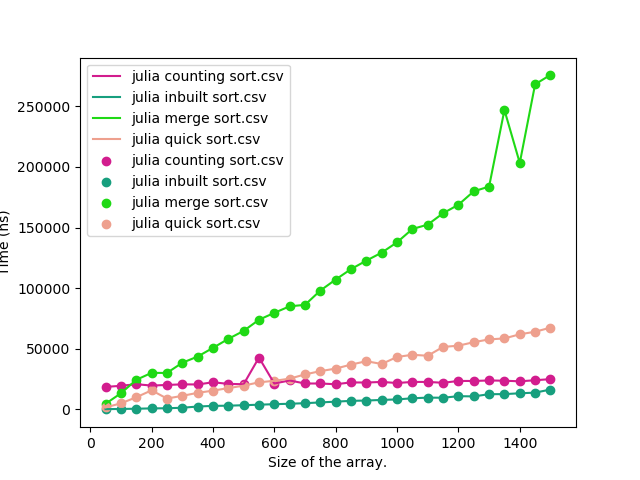 julia counting sort.csv
julia inbuilt sort.csv
julia merge sort.csv
julia quick sort.csv
julia counting sort.csv
julia inbuilt sort.csv
julia merge sort.csv
julia quick sort.csv
250000
200000
150000
100000
50000
0
Time (ns)
0 200 400 600 800 1000 1200 1400
Size of the array.